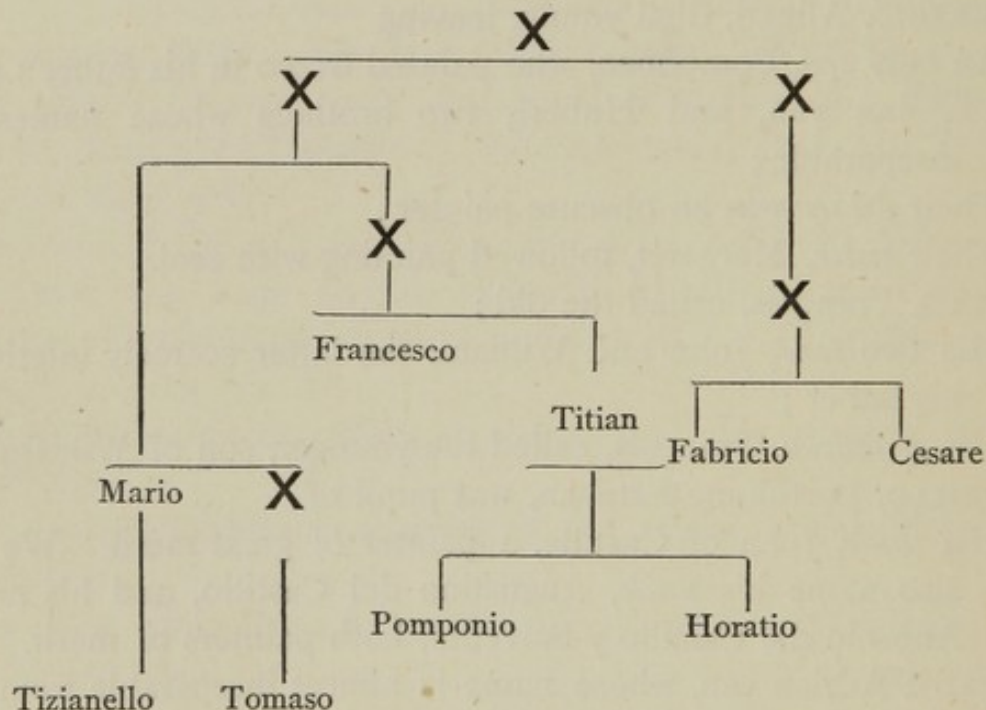 X
X X
X
X
Francesco
Titian
Fabricio Cesare
Mario X
Pomponio Horatio
Tizianello Tomaso